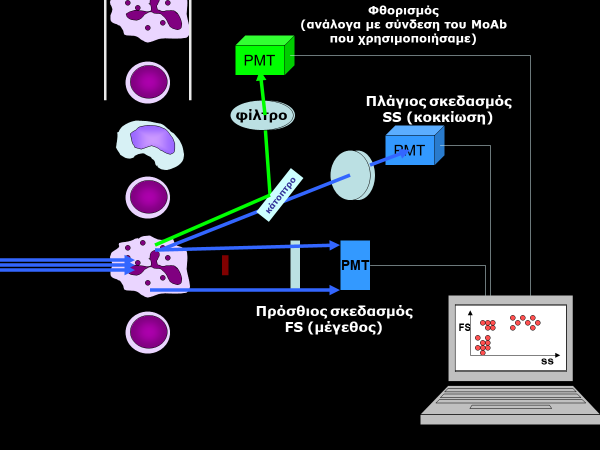 Φθορισμός
(ανάλογα με σύνδεση του MoAb
που χρησιμοποιήσαμε)
PMT
φίλτρο
Πλάγιος σκεδασμός
SS (κοκκίωση)
PMT
κάτοπτρο
PMT
Πρόσθιος σκεδασμός
FS (μέγεθος)
FS
ss